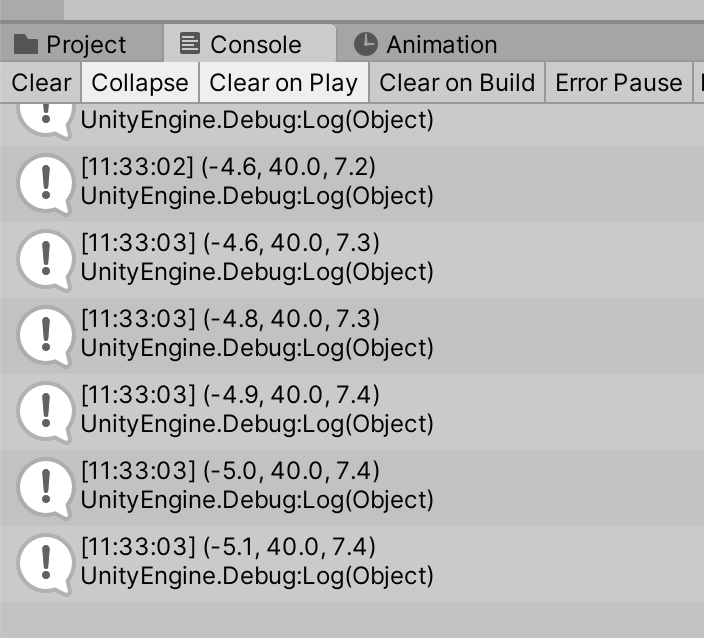 Project Console Animation
Clear Collapse Clear on Play Clear on Build Error Pause
UnityEngine.Debug:Log(Object)
[11:33:02] (-4.6, 40.0, 7.2)
UnityEngine.Debug:Log(Object)
[11:33:03] (-4.6, 40.0, 7.3)
UnityEngine.Debug:Log(Object)
[11:33:03] (-4.8, 40.0, 7.3)
UnityEngine.Debug:Log(Object)
[11:33:03] (-4.9, 40.0, 7.4)
UnityEngine.Debug:Log(Object)
[11:33:03] (-5.0, 40.0, 7.4)
UnityEngine.Debug:Log(Object)
[11:33:03] (-5.1, 40.0, 7.4)
UnityEngine.Debug:Log(Object)